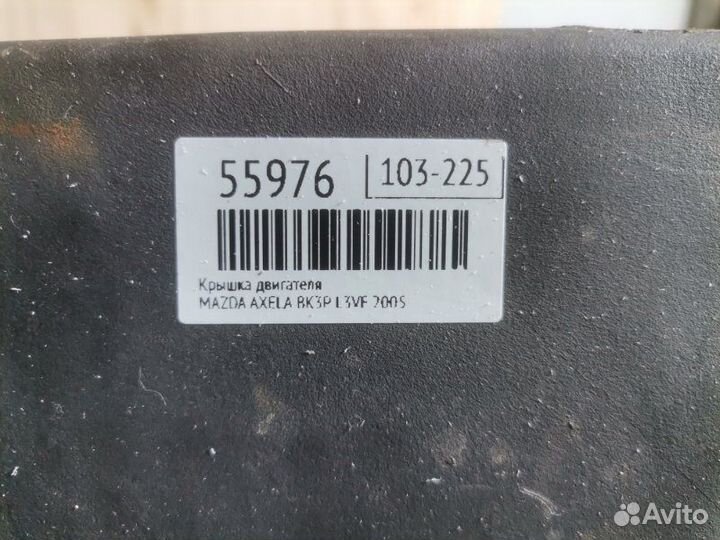 55976 103-225
Крышка двигателя
MAZDA AXELA BK3P L3VE 2005
Avito